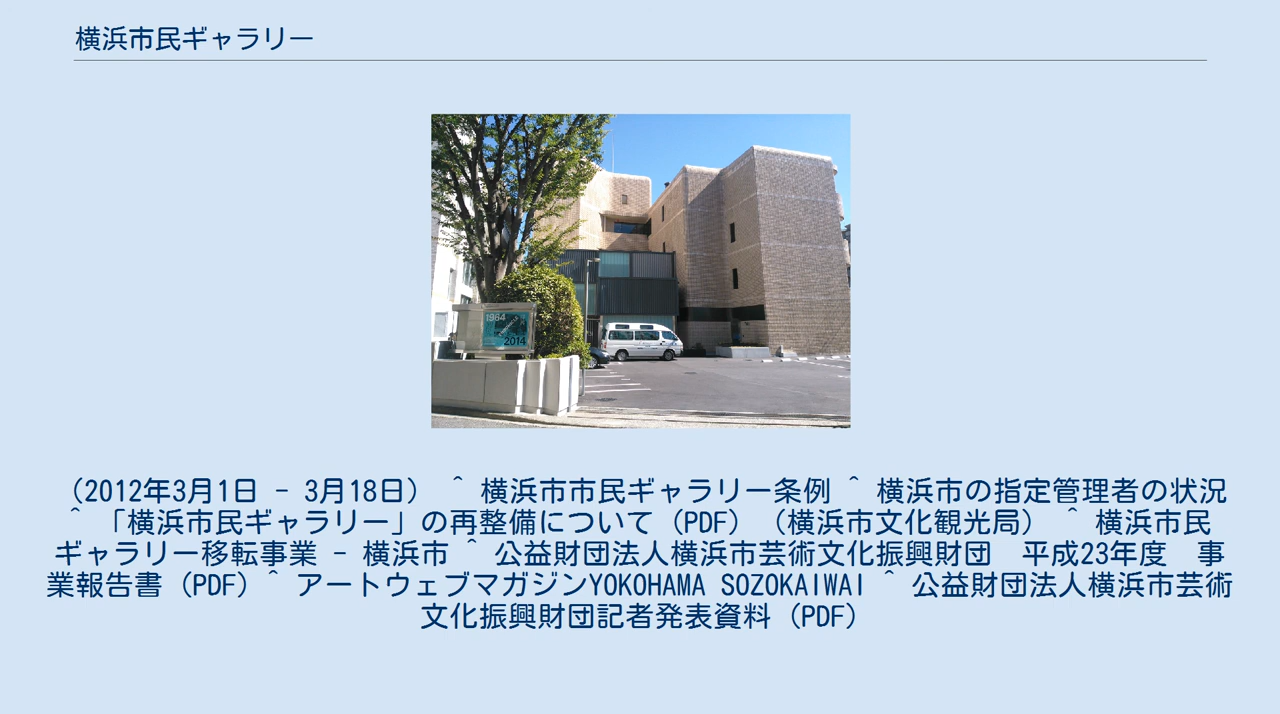 横浜市民ギャラリー
1984
2014
（2012年3月1日 - 3月18日） ^ 横浜市市民ギャラリー条例 ^ 横浜市の指定管理者の状況
^ 「横浜市民ギャラリー」の再整備について（PDF）（横浜市文化観光局） ^ 横浜市民
ギャラリー移転事業 - 横浜市 ^ 公益財団法人横浜市芸術文化振興財団　平成23年度　事
業報告書（PDF）^ アートウェブマガジンYOKOHAMA SOZOKAIWAI ^ 公益財団法人横浜市芸術
文化振興財団記者発表資料（PDF）